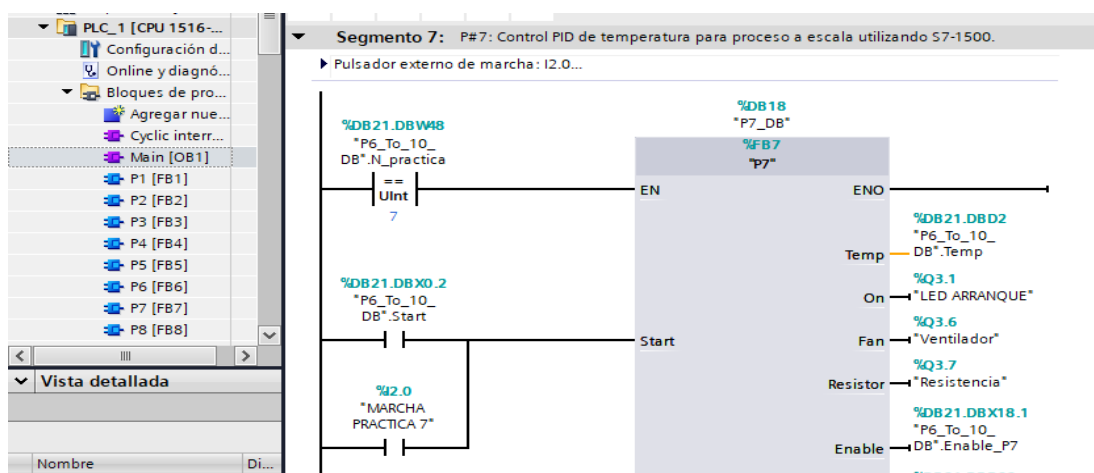 PLC_1 [CPU 1516-...
Configuración d...
Online y diagnó...
Bloques de pro...
Agregar nue...
Cyclic interr...
Main [OB1]
P1 [FB1]
P2 [FB2]
P3 [FB3]
P4 [FB4]
P5 [FB5]
P6 [FB6]
P7 [FB7]
P8 [FB8]
Vista detallada
Nombre
Di...
Segmento 7: P#7: Control PID de temperatura para proceso a escala utilizando S7-1500.
Pulsador externo de marcha: I2.0...
%DB21.DBW48
"P6_To_10_
DB".N_practica
==
UInt
7
%DB21.DBX0.2
"P6_To_10_
DB".Start
%I2.0
"MARCHA
PRACTICA 7"
%DB18
"P7_DB"
%FB7
"P7"
EN
ENO
Start
Temp
%DB21.DBD2
"P6_To_10_
DB".Temp
On
%Q3.1
"LED ARRANQUE"
Fan
%Q3.6
"Ventilador"
Resistor
%Q3.7
"Resistencia"
Enable
%DB21.DBX18.1
"P6_To_10_
DB".Enable_P7